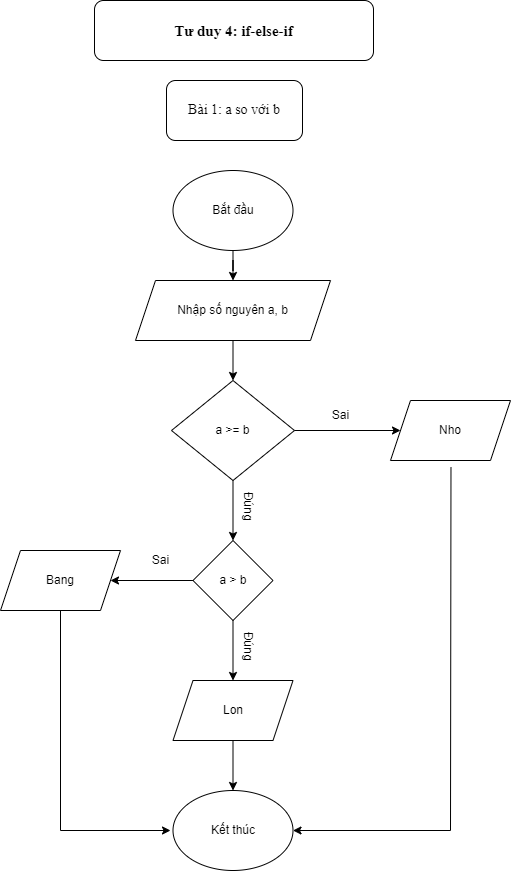 Tư duy 4: if-else-if
Bài 1: a so với b
Bắt đầu
Nhập số nguyên a, b
a >= b
Sai
Nho
Đúng
a > b
Sai
Bang
Đúng
Lon
Kết thúc